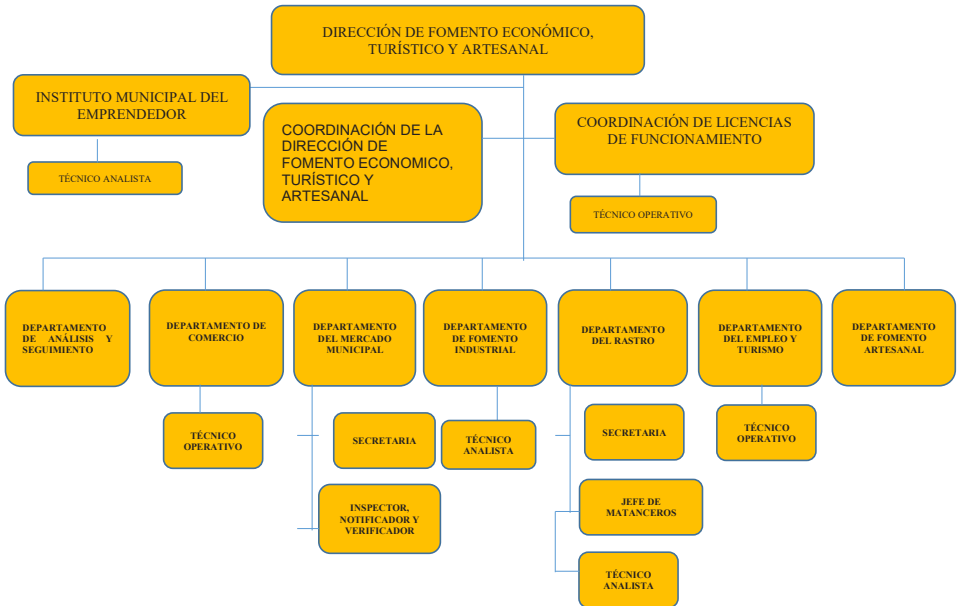 DIRECCIÓN DE FOMENTO ECONÓMICO,
TURÍSTICO Y ARTESANAL
INSTITUTO MUNICIPAL DEL
EMPRENDEDOR
COORDINACIÓN DE LA
DIRECCIÓN DE
FOMENTO ECONOMICO,
TURÍSTICO Y
ARTESANAL
COORDINACIÓN DE LICENCIAS
DE FUNCIONAMIENTO
TÉCNICO ANALISTA
TÉCNICO OPERATIVO
DEPARTAMENTO
DE ANÁLISIS Y
SEGUIMIENTO
DEPARTAMENTO DE
COMERCIO
DEPARTAMENTO
DEL MERCADO
MUNICIPAL
DEPARTAMENTO
DE FOMENTO
INDUSTRIAL
DEPARTAMENTO
DEL RASTRO
DEPARTAMENTO
DEL EMPLEO Y
TURISMO
DEPARTAMENTO
DE FOMENTO
ARTESANAL
TÉCNICO
OPERATIVO
SECRETARIA
TÉCNICO
ANALISTA
SECRETARIA
TÉCNICO
OPERATIVO
INSPECTOR,
NOTIFICADOR Y
VERIFICADOR
JEFE DE
MATANCEROS
TÉCNICO
ANALISTA